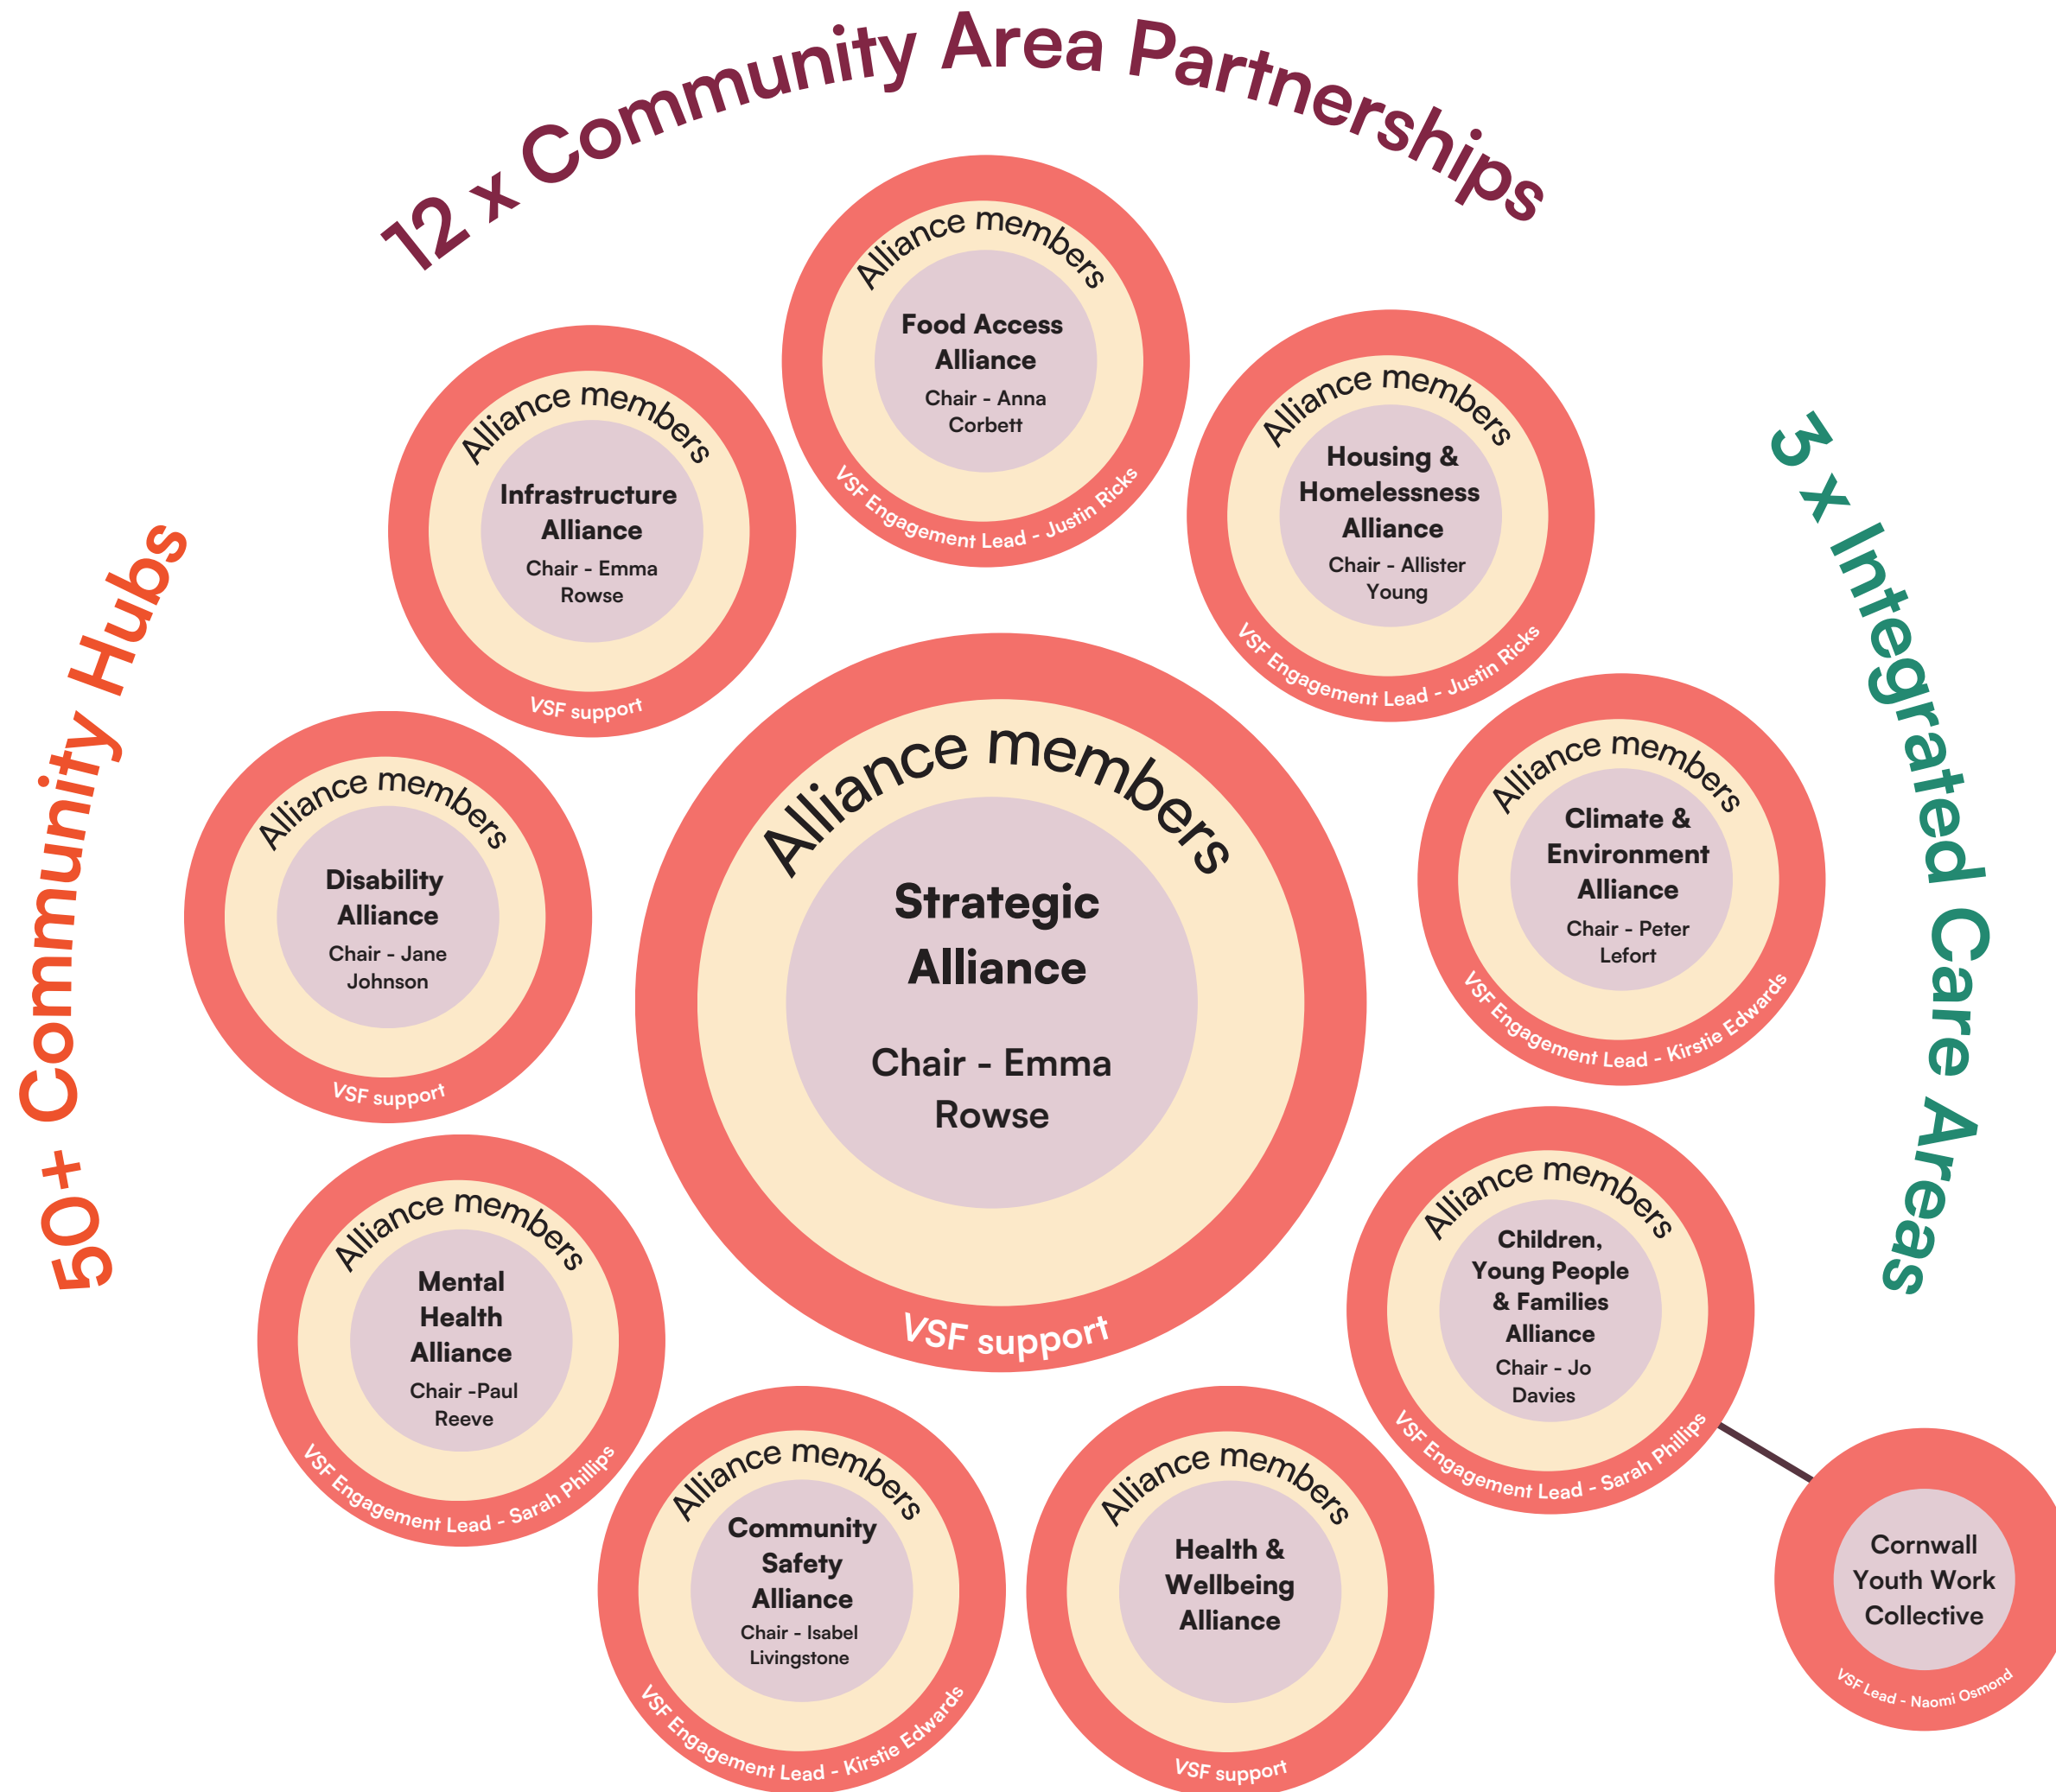 12 x Community Area Partnerships
50+ Community Hubs
3 x Integrated Care Areas
Alliance members
Food Access
Alliance
Chair - Anna
Corbett
VSF Engagement Lead - Justin Ricks
Alliance members
Infrastructure
Alliance
Chair - Emma
Rowse
VSF support
Alliance members
Housing &
Homelessness
Alliance
Chair - Allister
Young
VSF Engagement Lead - Justin Ricks
Alliance members
Disability
Alliance
Chair - Jane
Johnson
VSF support
Alliance members
Strategic
Alliance
Chair - Emma
Rowse
VSF support
Alliance members
Climate &
Environment
Alliance
Chair - Peter
Lefort
VSF Engagement Lead - Kirstie Edwards
Alliance members
Mental
Health
Alliance
Chair -Paul
Reeve
VSF Engagement Lead - Sarah Phillips
Alliance members
Children,
Young People
& Families
Alliance
Chair - Jo
Davies
VSF Engagement Lead - Sarah Phillips
Alliance members
Community
Safety
Alliance
Chair - Isabel
Livingstone
VSF Engagement Lead - Kirstie Edwards
Alliance members
Health &
Wellbeing
Alliance
VSF support
Cornwall
Youth Work
Collective
VSF Lead - Naomi Osmond